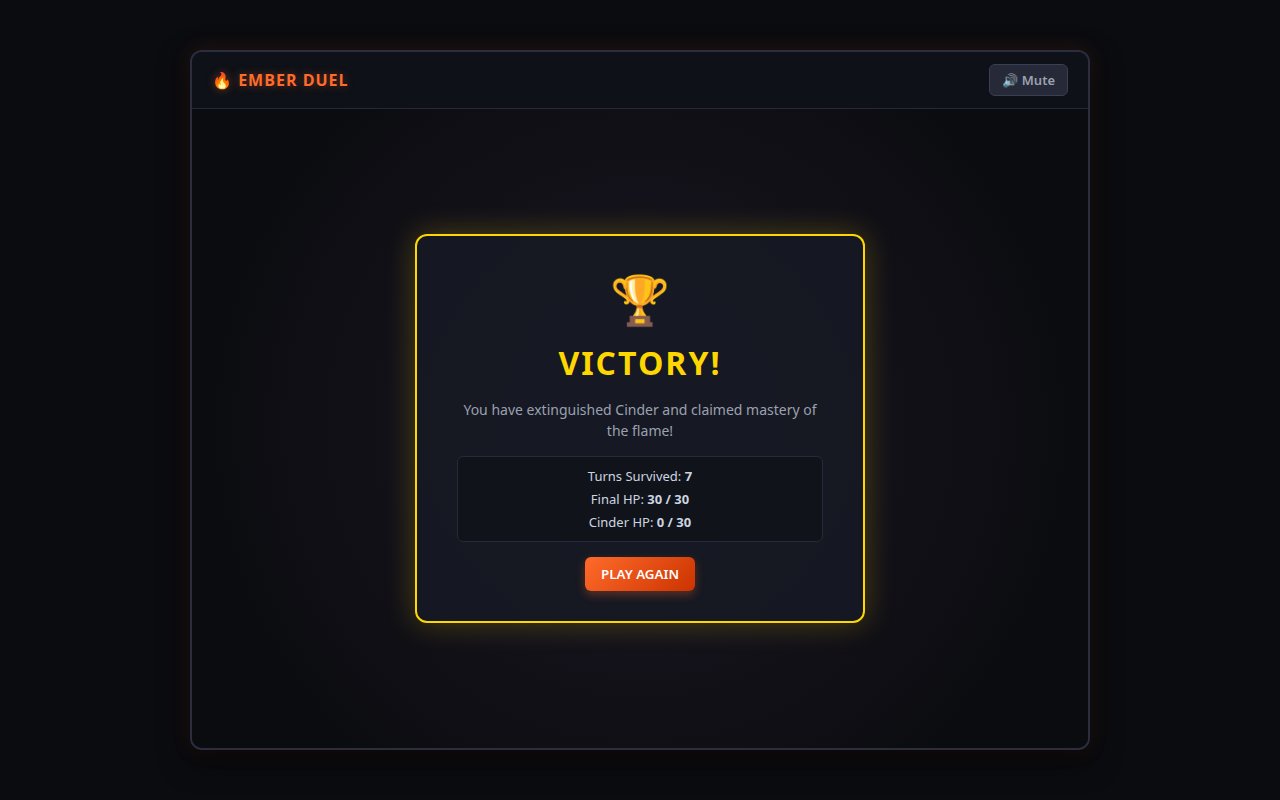 🔥 EMBER DUEL
🔊 Mute
VICTORY!
You have extinguished Cinder and claimed mastery of
the flame!
Turns Survived: 7
Final HP: 30 / 30
Cinder HP: 0 / 30
PLAY AGAIN